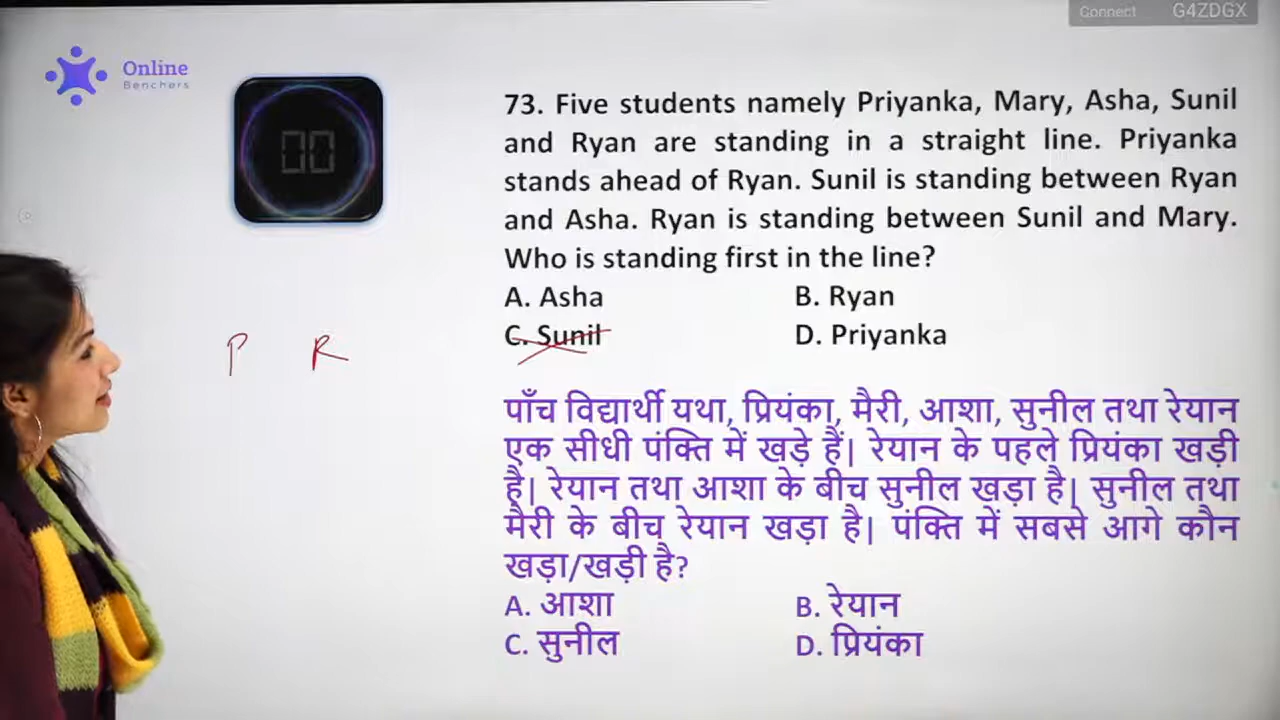 Connect G4ZDGX
Online
Benchers
00
73. Five students namely Priyanka, Mary, Asha, Sunil
and Ryan are standing in a straight line. Priyanka
stands ahead of Ryan. Sunil is standing between Ryan
and Asha. Ryan is standing between Sunil and Mary.
Who is standing first in the line?
A. Asha B. Ryan
C. Sunil D. Priyanka
P R
पाँच विद्यार्थी यथा, प्रियंका, मैरी, आशा, सुनील तथा रेयान
एक सीधी पंक्ति में खड़े हैं। रेयान के पहले प्रियंका खड़ी
है। रेयान तथा आशा के बीच सुनील खड़ा है। सुनील तथा
मैरी के बीच रेयान खड़ा है। पंक्ति में सबसे आगे कौन
खड़ा/खड़ी है?
A. आशा B. रेयान
C. सुनील D. प्रियंका